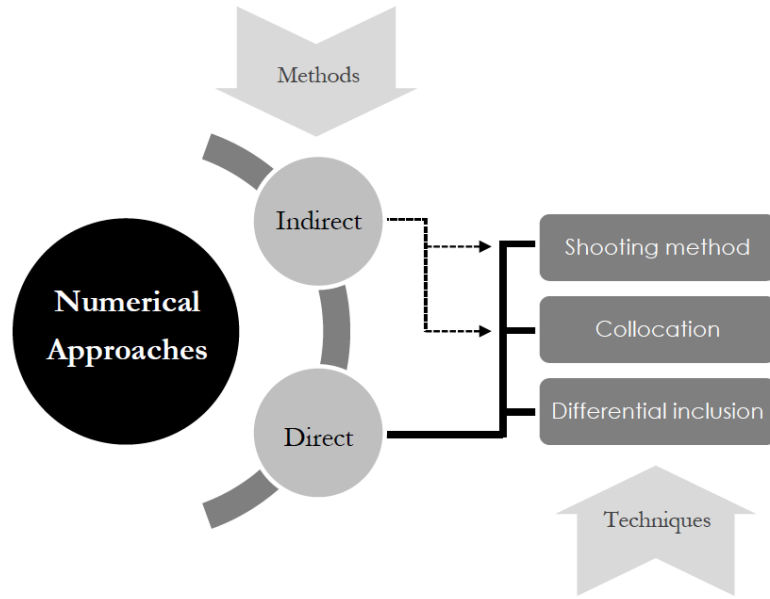 Methods
Indirect
Numerical
Approaches
Direct
Shooting method
Collocation
Differential inclusion
Techniques